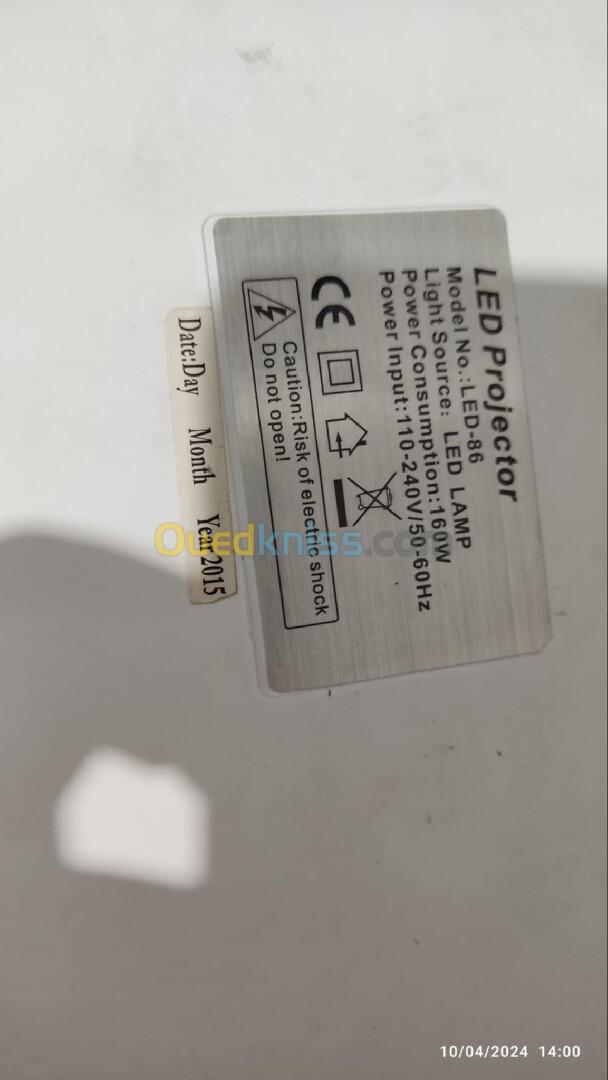 LED Projector
Model No.:LED-86
Light Source: LED LAMP
Power Consumption:160W
Power Input:110-240V/50-60Hz
CE
Caution:Risk of electric shock
Do not open!
Date:Day Month Year 2015
Ouedkniss.com
10/04/2024 14:00